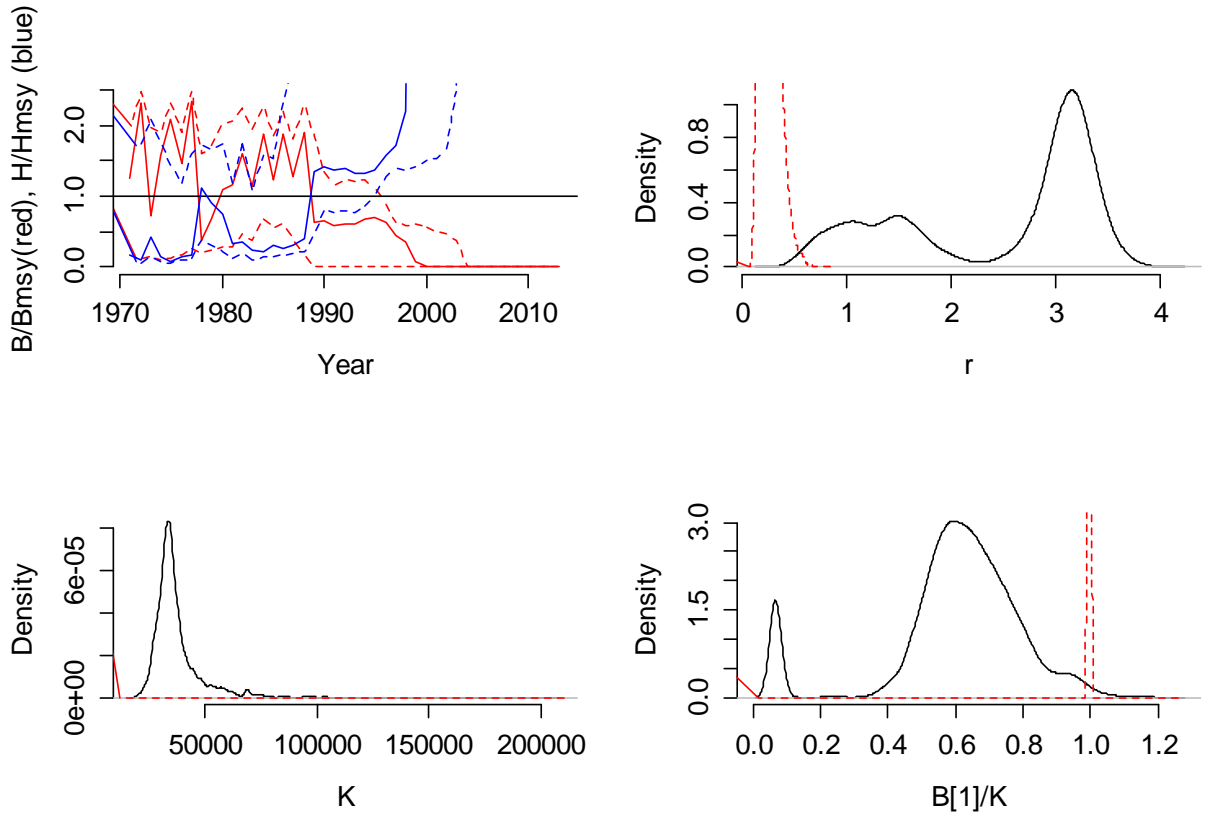 B/Bmsy(red), H/Hmsy (blue)
0.0 1.0 2.0
1970 1980 1990 2000 2010
Year
Density
0.0 0.4 0.8
0 1 2 3 4
r
Density
0e+00 6e-05
50000 100000 150000 200000
K
Density
0.0 1.5 3.0
0.0 0.2 0.4 0.6 0.8 1.0 1.2
B[1]/K